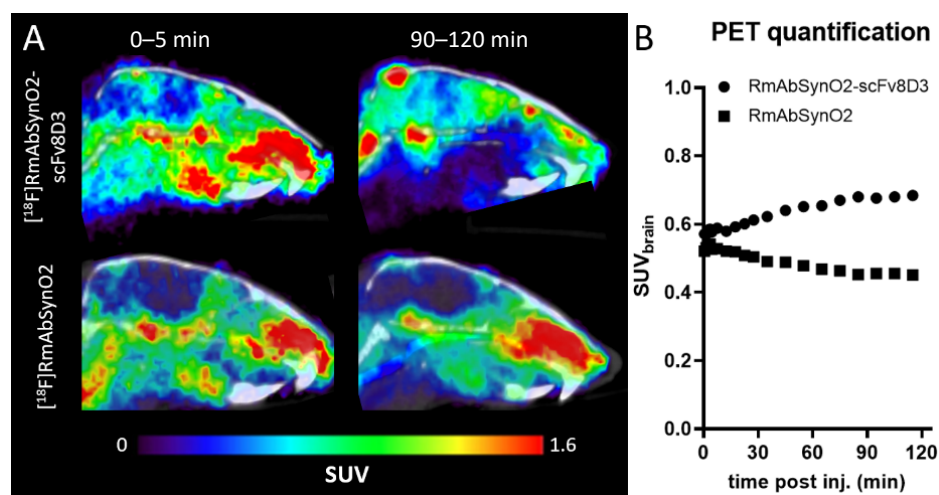 A
0–5 min
90–120 min
[¹⁸F]RmAbSynO2-
scFv8D3
[¹⁸F]RmAbSynO2
0
1.6
SUV
B
PET quantification
RmAbSynO2-scFv8D3
RmAbSynO2
1.0
0.8
0.6
0.4
0.2
0.0
SUVbrain
0
30
60
90
120
time post inj. (min)